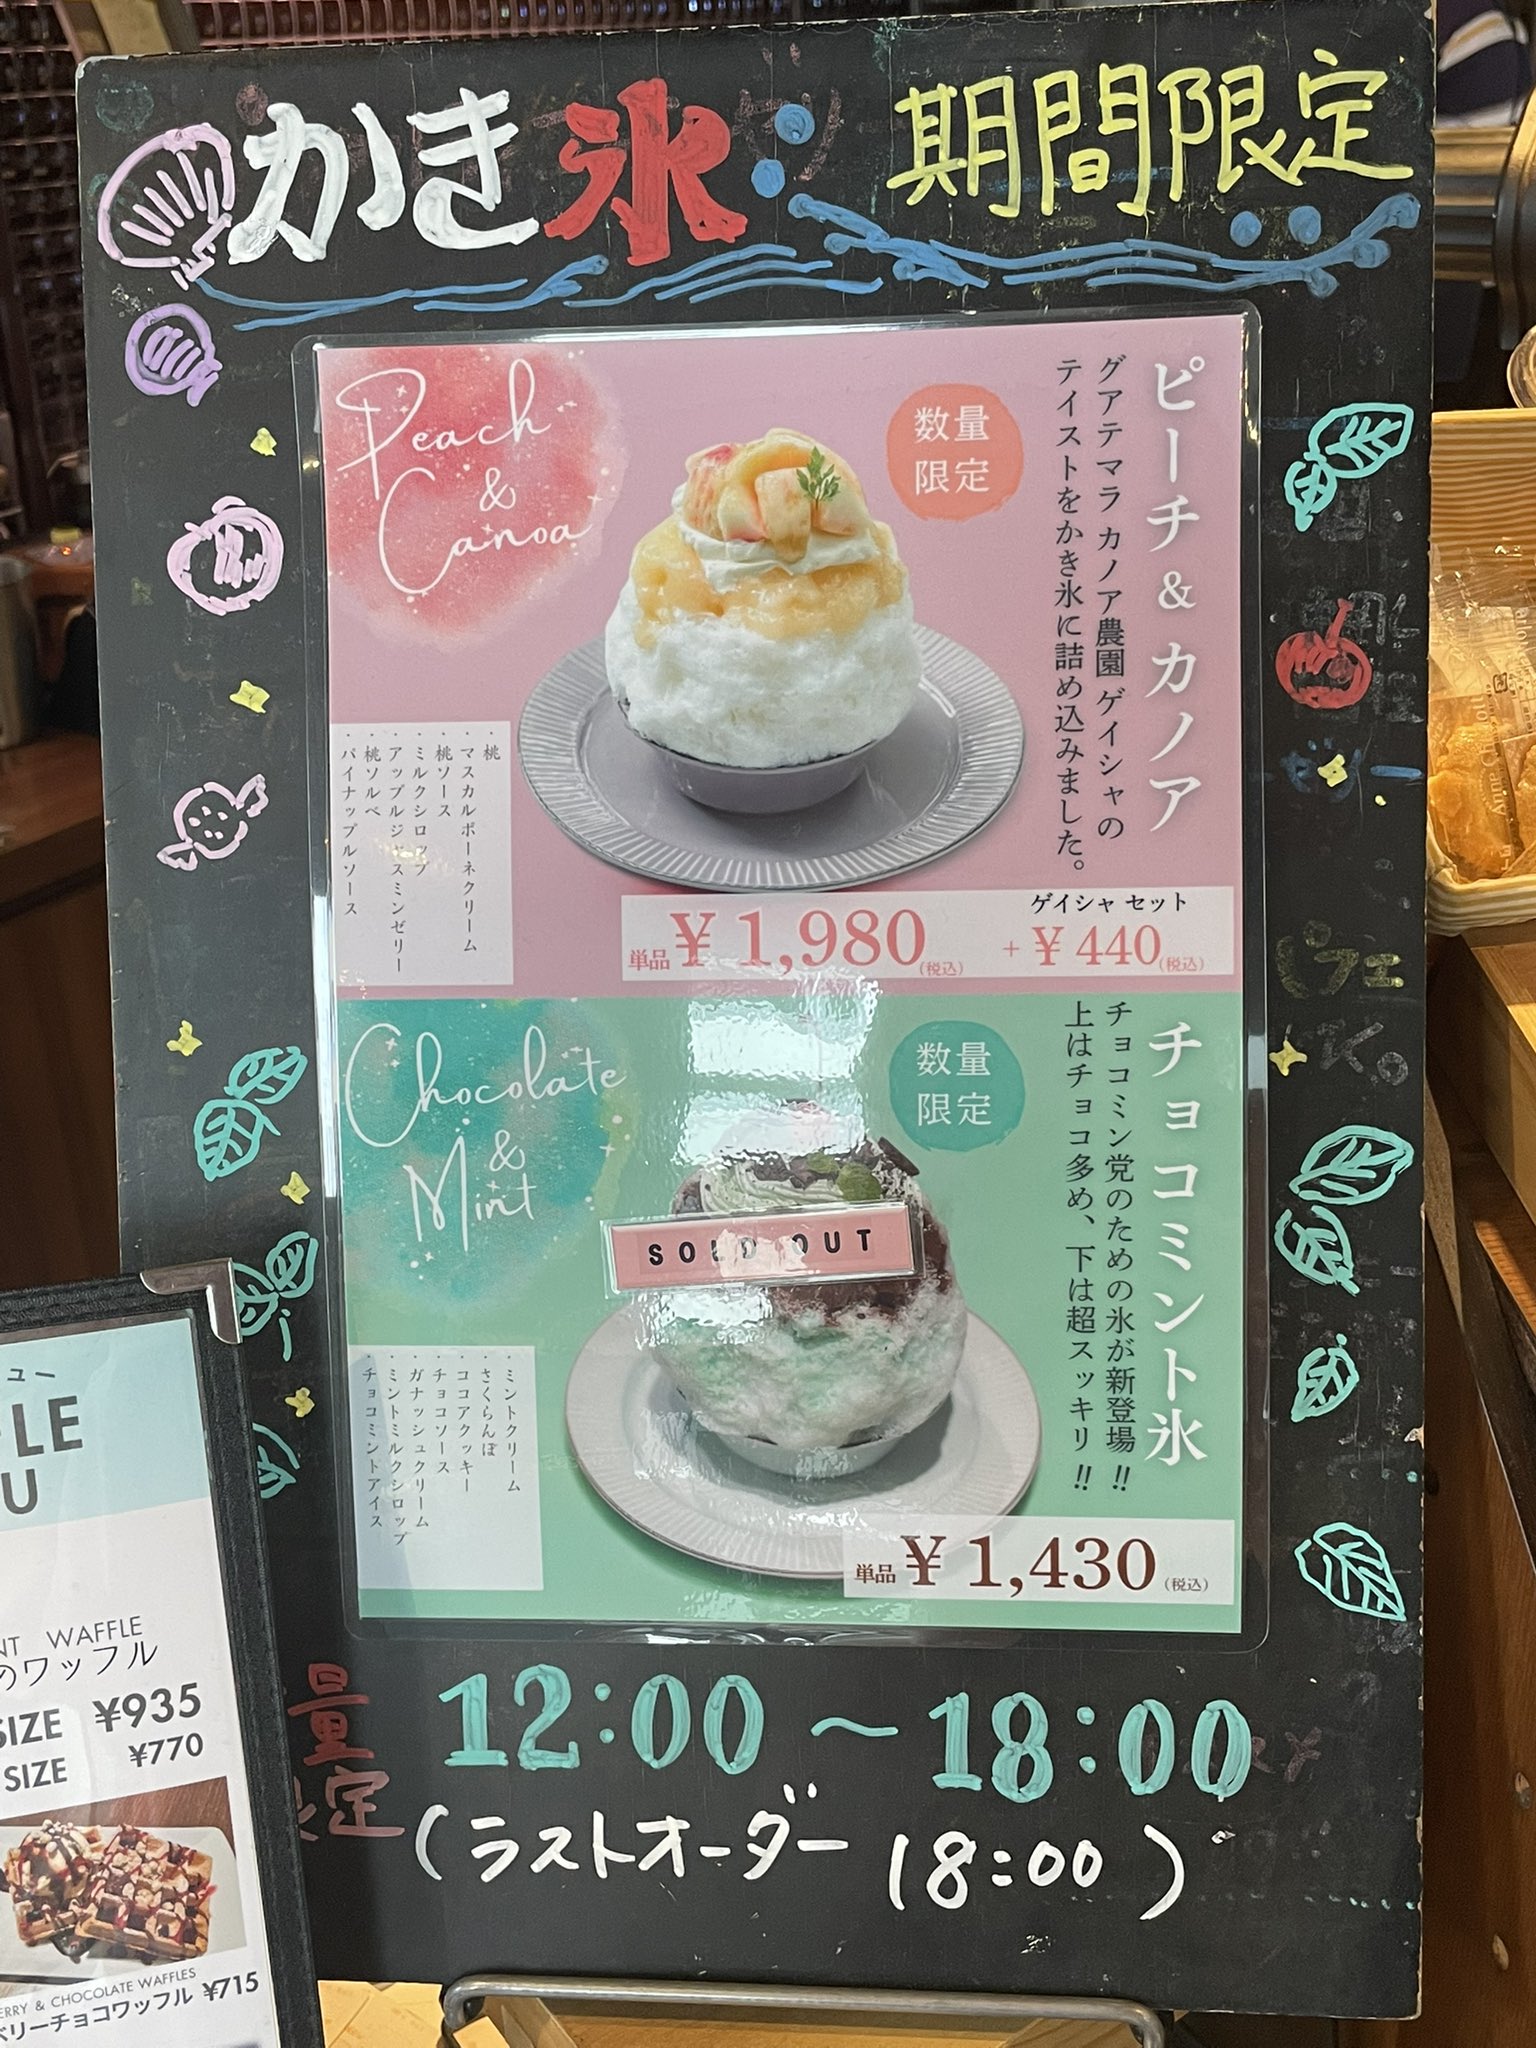 かき氷 期間限定
Peach
&
Canoa
数量
限定
ピーチ & カノア
グアテマラ カノア農園 ゲイシャの
テイストをかき氷に詰め込みました。
・桃
・マスカルポーネクリーム
・桃ソース
・ミルクシロップ
・アップルジャスミンゼリー
・桃ソルベ
・パイナップルソース
単品 ¥1,980(税込)
ゲイシャ セット
+¥440(税込)
Chocolate
&
Mint
数量
限定
チョコミント氷
チョコミン党のための氷が新登場!!
上はチョコ多め、下は超スッキリ!!
SOLD OUT
・ミントクリーム
・さくらんぼ
・ココアクッキー
・チョコソース
・ガナッシュクリーム
・ミントミルクシロップ
・チョコミントアイス
単品 ¥1,430(税込)
12:00〜18:00
(ラストオーダー 18:00)
量
定
ュー
LE
U
NT WAFFLE
のワッフル
SIZE ¥935
SIZE ¥770
ERRY & CHOCOLATE WAFFLES
ベリーチョコワッフル ¥715